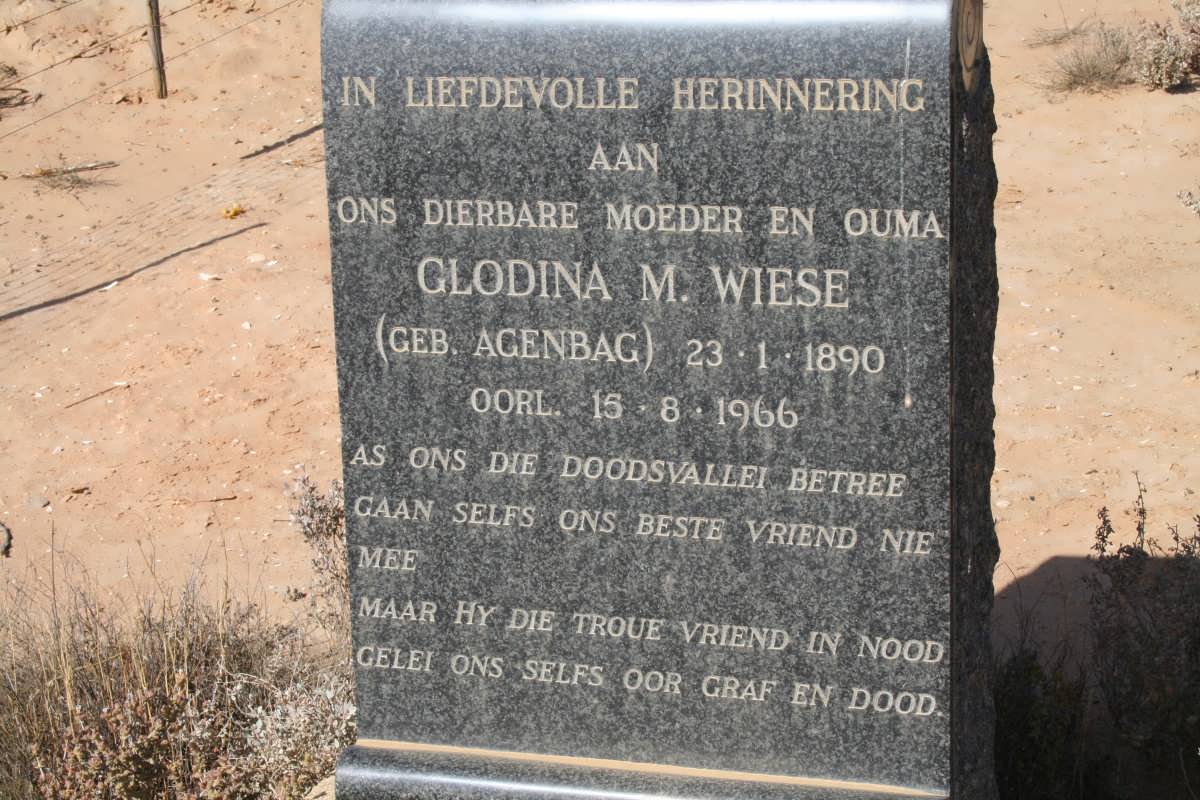 IN LIEFDEVOLLE HERINNERING
AAN
ONS DIERBARE MOEDER EN OUMA
GLODINA M. WIESE
(GEB. AGENBAG) 23·1·1890
OORL. 15·8·1966
AS ONS DIE DOODSVALLEI BETREE
GAAN SELFS ONS BESTE VRIEND NIE
MEE
MAAR HY DIE TROUE VRIEND IN NOOD
GELEI ONS SELFS OOR GRAF EN DOOD.